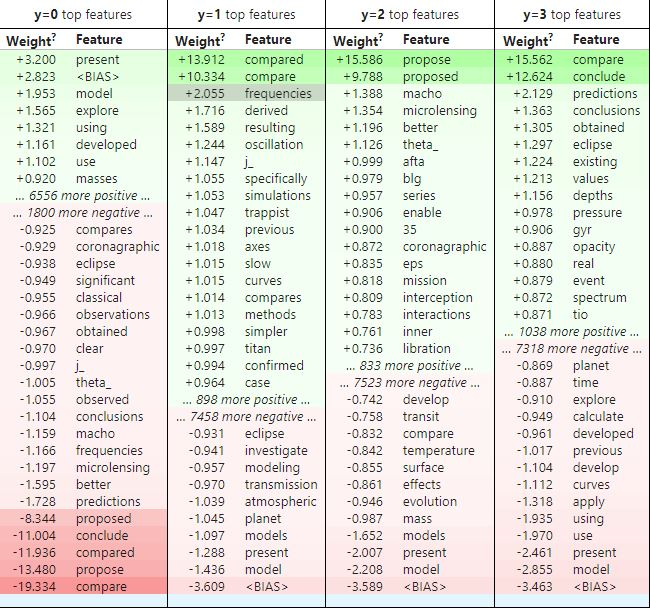 y=0 top features
Weight? Feature
+3.200 present
+2.823 <BIAS>
+1.953 model
+1.565 explore
+1.321 using
+1.161 developed
+1.102 use
+0.920 masses
... 6556 more positive ...
... 1800 more negative ...
-0.925 compares
-0.929 coronagraphic
-0.938 eclipse
-0.949 significant
-0.955 classical
-0.966 observations
-0.967 obtained
-0.970 clear
-0.997 j_
-1.005 theta_
-1.055 observed
-1.104 conclusions
-1.159 macho
-1.166 frequencies
-1.197 microlensing
-1.595 better
-1.728 predictions
-8.344 proposed
-11.004 conclude
-11.936 compared
-13.480 propose
-19.334 compare
y=1 top features
Weight? Feature
+13.912 compared
+10.334 compare
+2.055 frequencies
+1.716 derived
+1.589 resulting
+1.244 oscillation
+1.147 j_
+1.055 specifically
+1.053 simulations
+1.047 trappist
+1.034 previous
+1.018 axes
+1.015 slow
+1.015 curves
+1.014 compares
+1.013 methods
+0.998 simpler
+0.997 titan
+0.994 confirmed
+0.964 case
... 898 more positive ...
... 7458 more negative ...
-0.931 eclipse
-0.941 investigate
-0.957 modeling
-0.970 transmission
-1.039 atmospheric
-1.045 planet
-1.097 models
-1.288 present
-1.436 model
-3.609 <BIAS>
y=2 top features
Weight? Feature
+15.586 propose
+9.788 proposed
+1.388 macho
+1.354 microlensing
+1.196 better
+1.126 theta_
+0.999 afta
+0.979 blg
+0.957 series
+0.906 enable
+0.900 35
+0.872 coronagraphic
+0.835 eps
+0.818 mission
+0.809 interception
+0.783 interactions
+0.761 inner
+0.736 libration
... 833 more positive ...
... 7523 more negative ...
-0.742 develop
-0.758 transit
-0.832 compare
-0.842 temperature
-0.855 surface
-0.861 effects
-0.946 evolution
-0.987 mass
-1.652 models
-2.007 present
-2.208 model
-3.589 <BIAS>
y=3 top features
Weight? Feature
+15.562 compare
+12.624 conclude
+2.129 predictions
+1.363 conclusions
+1.305 obtained
+1.297 eclipse
+1.224 existing
+1.213 values
+1.156 depths
+0.978 pressure
+0.906 gyr
+0.887 opacity
+0.880 real
+0.879 event
+0.872 spectrum
+0.871 tio
... 1038 more positive ...
... 7318 more negative ...
-0.869 planet
-0.887 time
-0.910 explore
-0.949 calculate
-0.961 developed
-1.017 previous
-1.104 develop
-1.112 curves
-1.318 apply
-1.935 using
-1.970 use
-2.461 present
-2.855 model
-3.463 <BIAS>